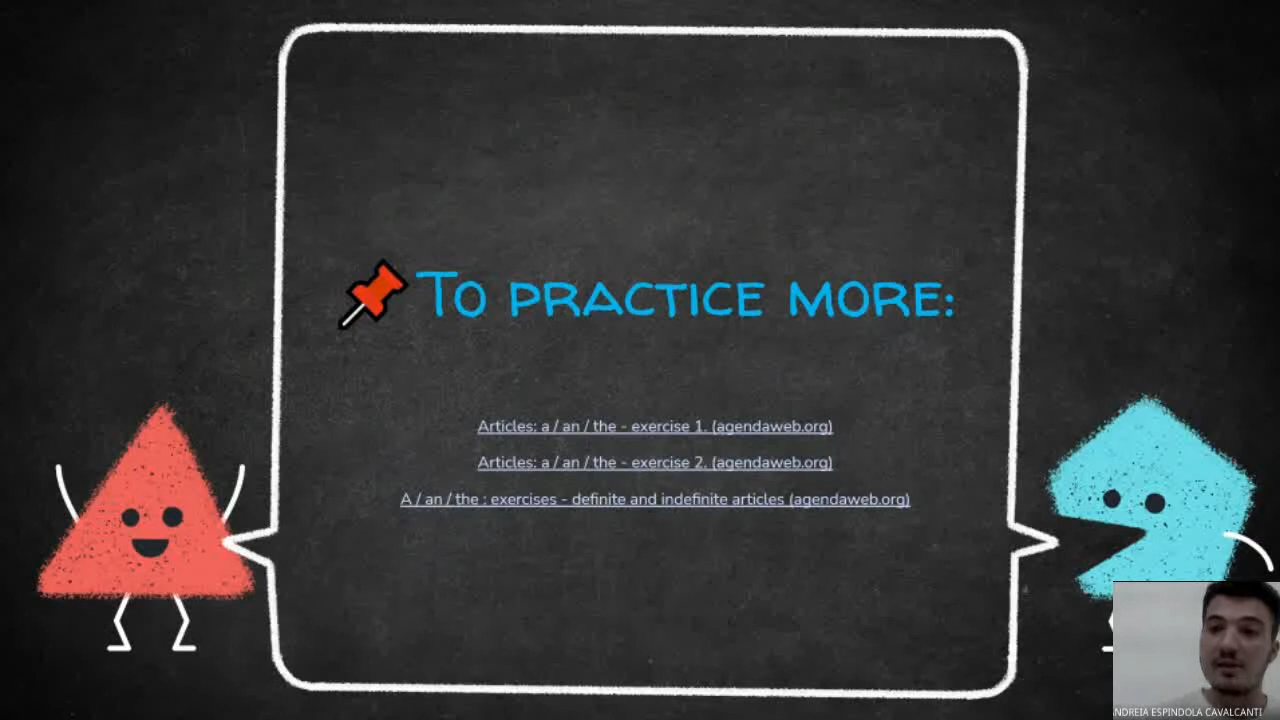 To practice more:
Articles: a / an / the - exercise 1. (agendaweb.org)
Articles: a / an / the - exercise 2. (agendaweb.org)
A / an / the : exercises - definite and indefinite articles (agendaweb.org)
ANDREIA ESPINDOLA CAVALCANTI